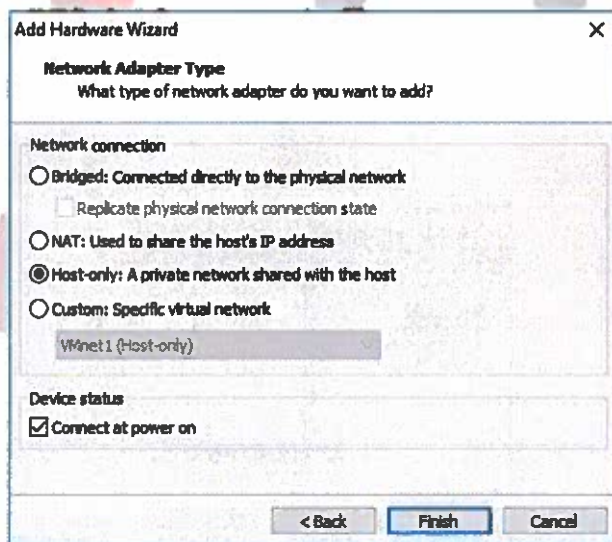 Add Hardware Wizard
Network Adapter Type
What type of network adapter do you want to add?
Network connection
Bridged: Connected directly to the physical network
Replicate physical network connection state
NAT: Used to share the host's IP address
Host-only: A private network shared with the host
Custom: Specific virtual network
VMnet1 (Host-only)
Device status
Connect at power on
< Back Finish Cancel